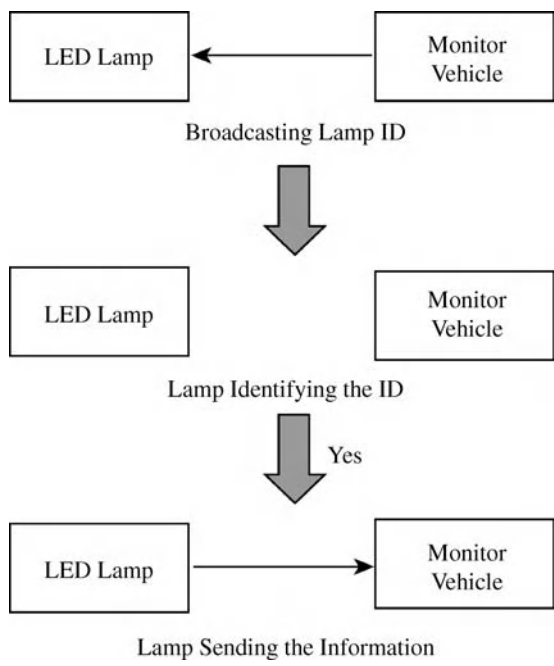 LED Lamp
Monitor
Vehicle
Broadcasting Lamp ID
LED Lamp
Monitor
Vehicle
Lamp Identifying the ID
Yes
LED Lamp
Monitor
Vehicle
Lamp Sending the Information